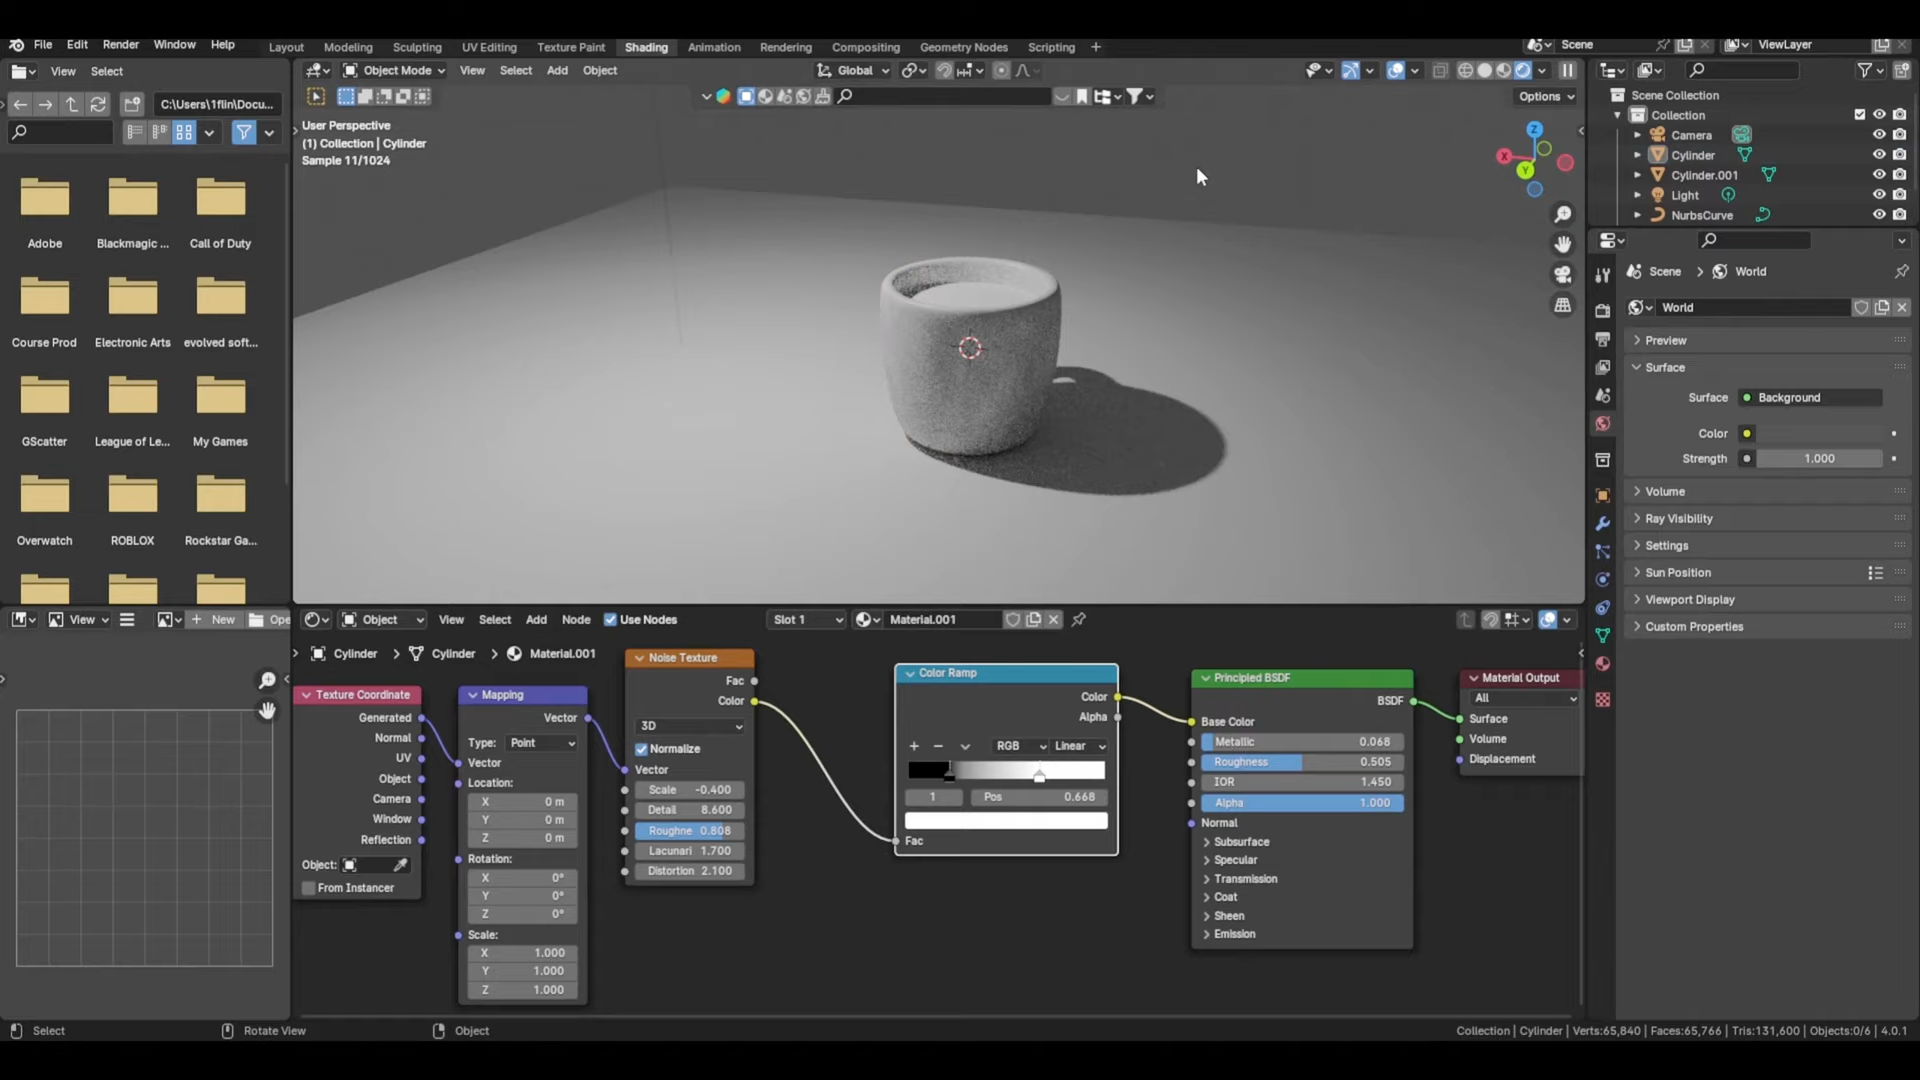 File Edit Render Window Help Layout Modeling Sculpting UV Editing Texture Paint Shading Animation Rendering Compositing Geometry Nodes Scripting + Scene ViewLayer
View Select
Object Mode View Select Add Object Global
C:\Users\1flin\Docu...
Options
User Perspective
(1) Collection | Cylinder
Sample 11/1024
Adobe Blackmagic ... Call of Duty
Course Prod Electronic Arts evolved soft...
GScatter League of Le... My Games
Overwatch ROBLOX Rockstar Ga...
X
Y
Z
Scene Collection
Collection
Camera
Cylinder
Cylinder.001
Light
NurbsCurve
Scene > World
World
Preview
Surface
Surface Background
Color
Strength 1.000
Volume
Ray Visibility
Settings
Sun Position
Viewport Display
Custom Properties
View + New Ope
Object View Select Add Node Use Nodes Slot 1 Material.001
Cylinder > Cylinder > Material.001
Texture Coordinate
Generated
Normal
UV
Object
Camera
Window
Reflection
Object:
From Instancer
Mapping
Vector
Type: Point
Vector
Location:
X 0 m
Y 0 m
Z 0 m
Rotation:
X 0°
Y 0°
Z 0°
Scale:
X 1.000
Y 1.000
Z 1.000
Noise Texture
Fac
Color
3D
Normalize
Vector
Scale -0.400
Detail 8.600
Roughne 0.808
Lacunari 1.700
Distortion 2.100
Color Ramp
Color
Alpha
+ − RGB Linear
1 Pos 0.668
Fac
Principled BSDF
BSDF
Base Color
Metallic 0.068
Roughness 0.505
IOR 1.450
Alpha 1.000
Normal
Subsurface
Specular
Transmission
Coat
Sheen
Emission
Material Output
All
Surface
Volume
Displacement
Select Rotate View Object Collection | Cylinder | Verts:65,840 | Faces:65,766 | Tris:131,600 | Objects:0/6 | 4.0.1